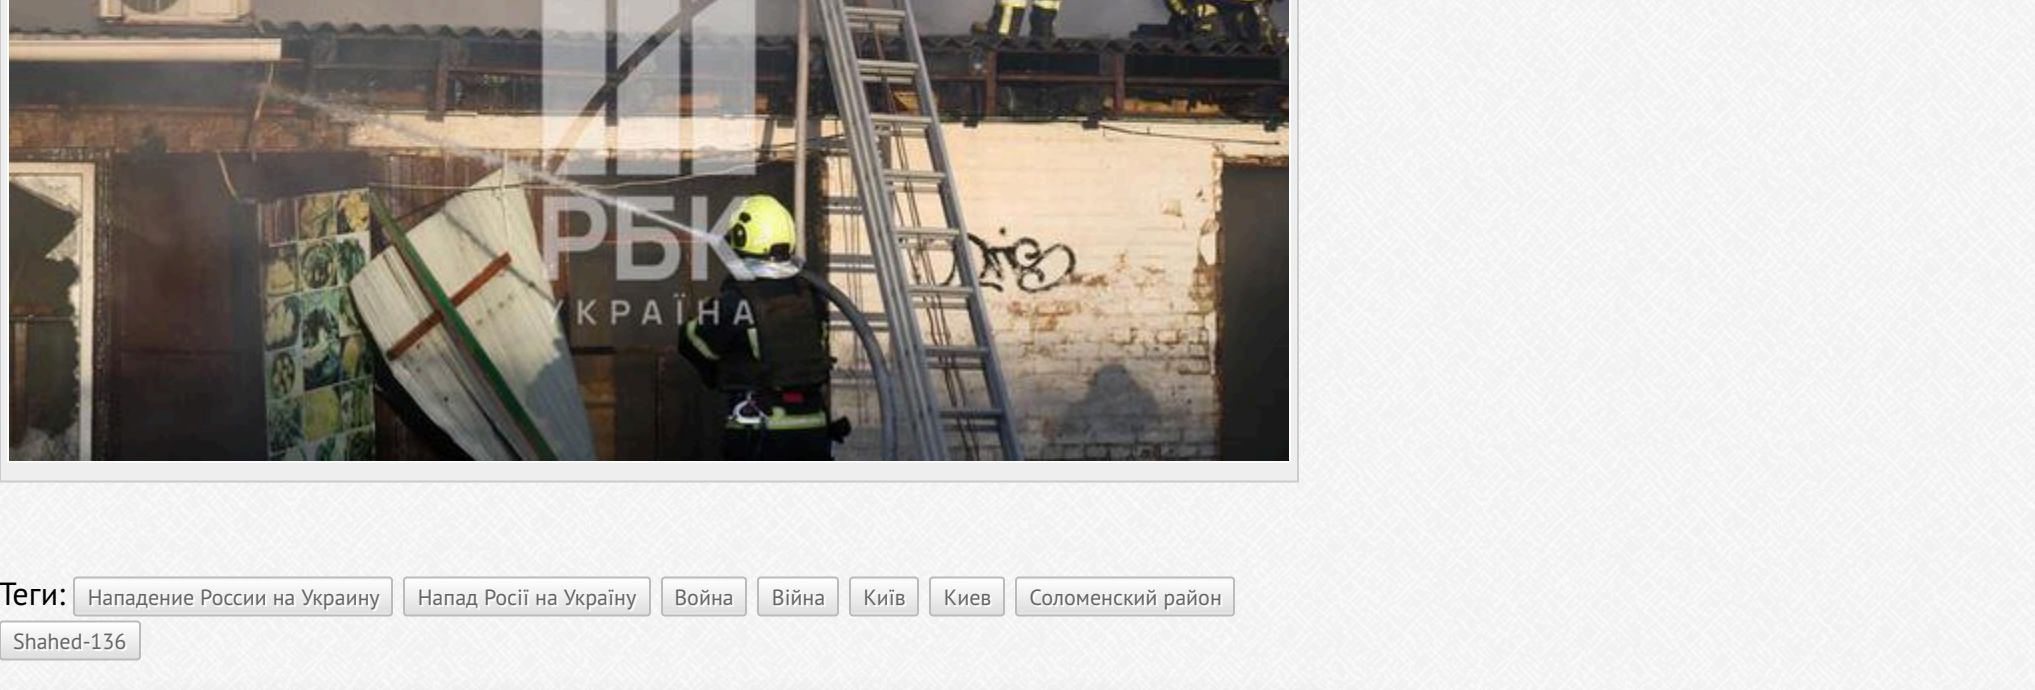 РБК
УКРАЇНА
Теги: Нападение России на Украину Напад Росії на Україну Война Війна Київ Киев Соломенский район
Shahed-136